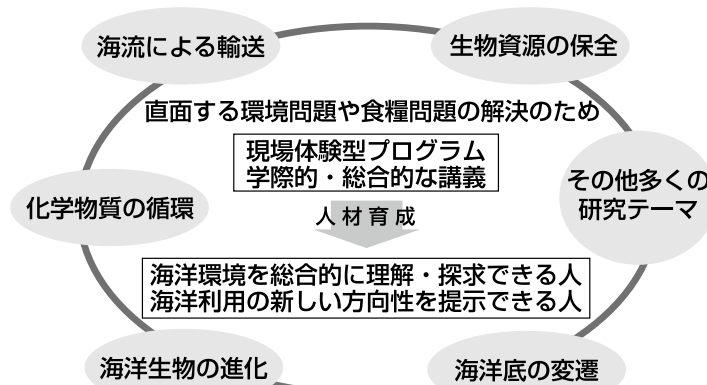 海流による輸送
生物資源の保全
直面する環境問題や食糧問題の解決のため
現場体験型プログラム
学際的・総合的な講義
その他多くの
研究テーマ
化学物質の循環
人材育成
海洋環境を総合的に理解・探求できる人
海洋利用の新しい方向性を提示できる人
海洋生物の進化
海洋底の変遷